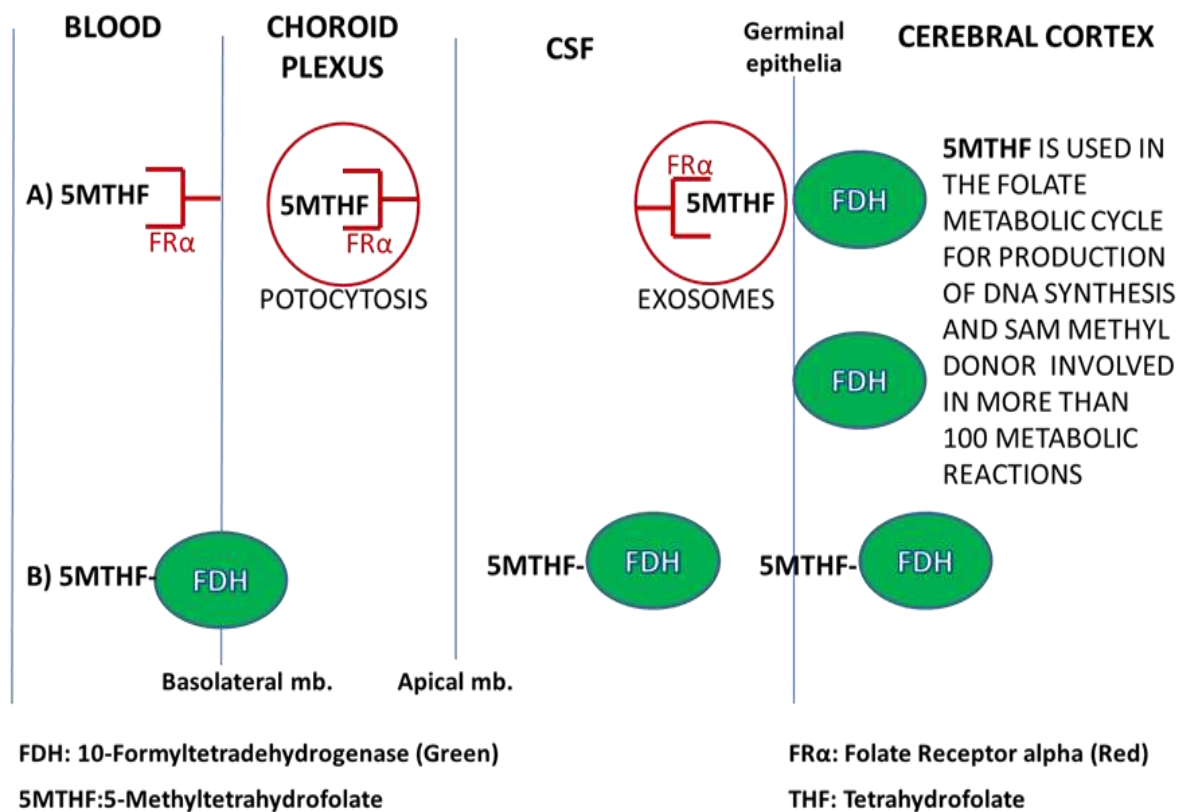 BLOOD
CHOROID
PLEXUS
CSF
Germinal
epithelia
CEREBRAL CORTEX
A) 5MTHF
FRα
5MTHF
FRα
POTOCYTOSIS
FRα
5MTHF
EXOSOMES
FDH
FDH
5MTHF IS USED IN
THE FOLATE
METABOLIC CYCLE
FOR PRODUCTION
OF DNA SYNTHESIS
AND SAM METHYL
DONOR INVOLVED
IN MORE THAN
100 METABOLIC
REACTIONS
B) 5MTHF-
FDH
5MTHF-
FDH
5MTHF-
FDH
Basolateral mb.
Apical mb.
FDH: 10-Formyltetradehydrogenase (Green)
FRα: Folate Receptor alpha (Red)
5MTHF:5-Methyltetrahydrofolate
THF: Tetrahydrofolate